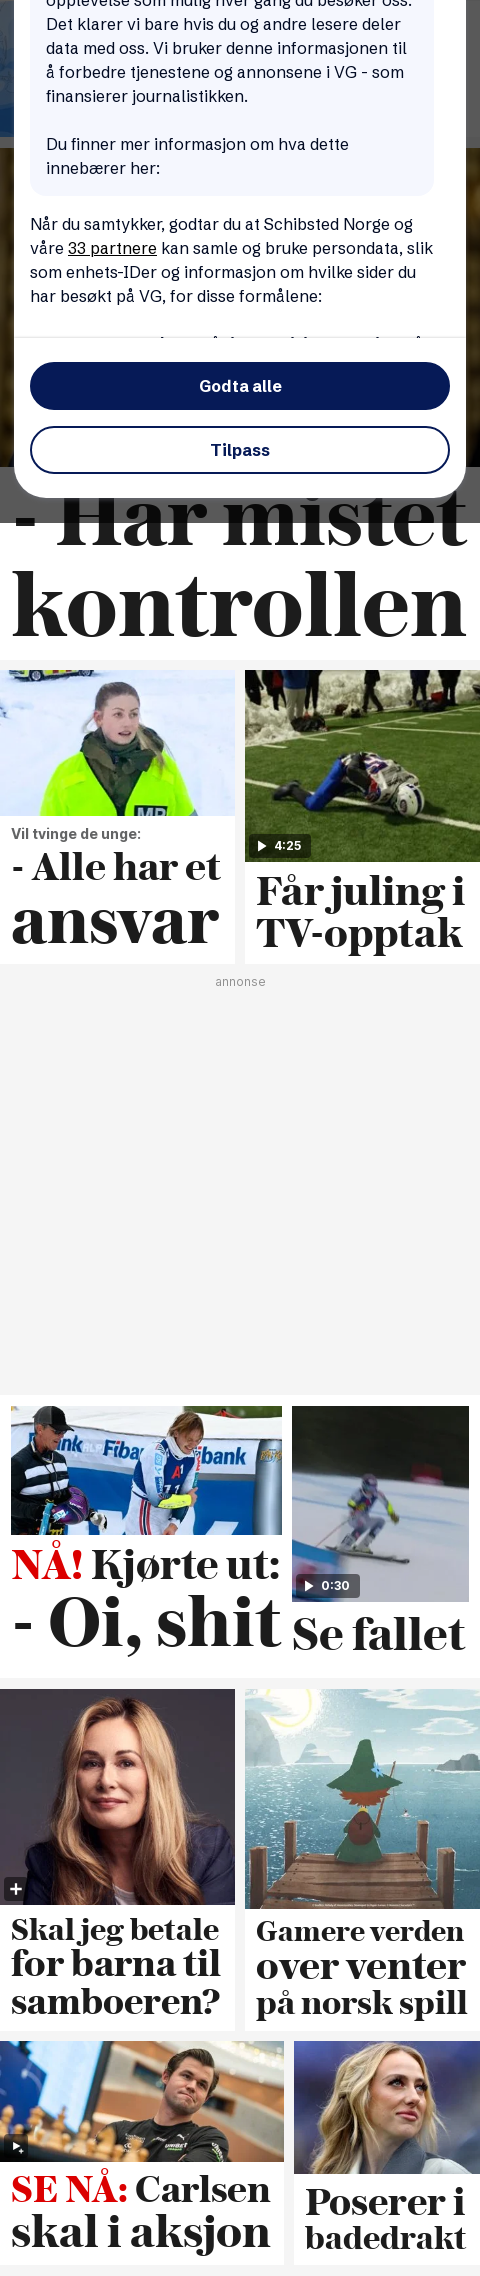 opplevelse som mulig hver gang du besøker oss.
Det klarer vi bare hvis du og andre lesere deler
data med oss. Vi bruker denne informasjonen til
å forbedre tjenestene og annonsene i VG - som
finansierer journalistikken.
Du finner mer informasjon om hva dette
innebærer her:
Når du samtykker, godtar du at Schibsted Norge og
våre 33 partnere kan samle og bruke persondata, slik
som enhets-IDer og informasjon om hvilke sider du
har besøkt på VG, for disse formålene:
Godta alle
Tilpass
- Har mistet
kontrollen
MP
Vil tvinge de unge:
- Alle har et
ansvar
4:25
Får juling i
TV-opptak
annonse
Fibank
bank
NÅ! Kjørte ut:
- Oi, shit
0:30
Se fallet
Skal jeg betale
for barna til
samboeren?
Gamere verden
over venter
på norsk spill
UNIBET
SE NÅ: Carlsen
skal i aksjon
Poserer i
badedrakt